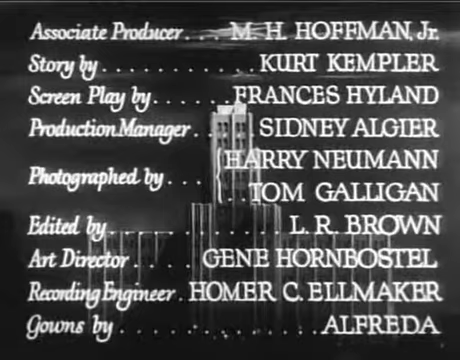 Associate Producer.... M. H. HOFFMAN, Jr.
Story by............KURT KEMPLER
Screen Play by......FRANCES HYLAND
Production Manager.. SIDNEY ALGIER
Photographed by... HARRY NEUMANN
TOM GALLIGAN
Edited by............L. R. BROWN
Art Director..... GENE HORNBOSTEL
Recording Engineer. HOMER C. ELLMAKER
Gowns by............ALFREDA